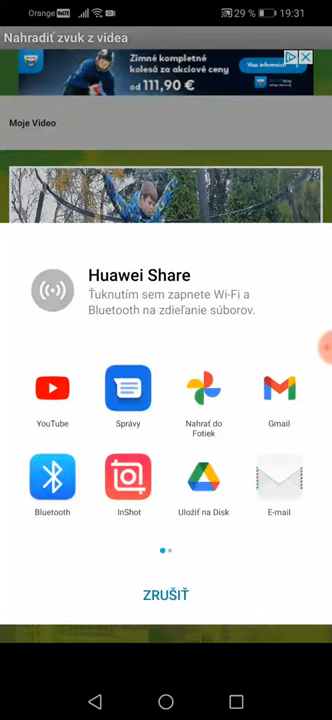 Orange
29 %
19:31
Nahradiť zvuk z videa
Zimné kompletné
kolesá za akciové ceny
od 111,90 €
Moje Video
Huawei Share
Ťuknutím sem zapnete Wi-Fi a
Bluetooth na zdieľanie súborov.
YouTube
Správy
Nahrať do
Fotiek
Gmail
Bluetooth
InShot
Uložiť na Disk
E-mail
ZRUŠIŤ